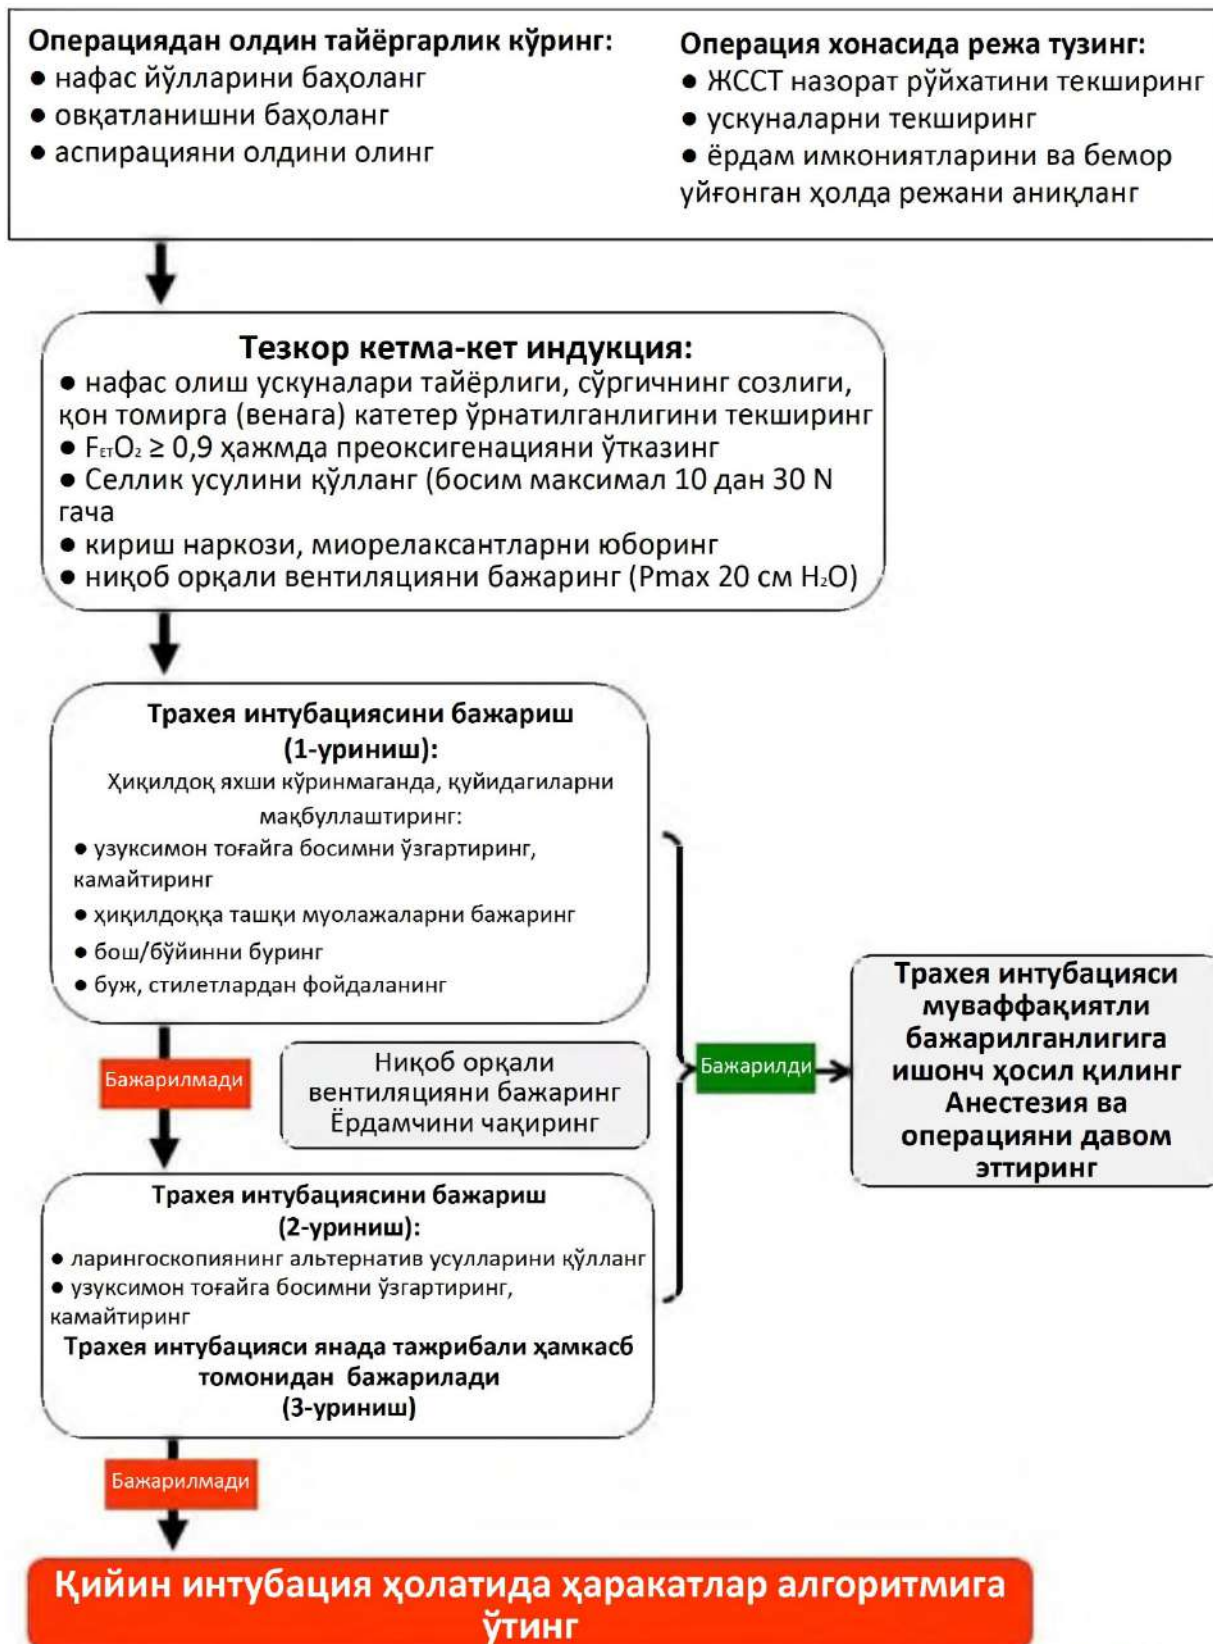 Операциядан олдин тайёргарлик кўринг:
● нафас йўлларини баҳоланг
● овқатланишни баҳоланг
● аспирацияни олдини олинг
Операция хонасида режа тузинг:
● ЖССТ назорат рўйхатини текширинг
● ускуналарни текширинг
● ёрдам имкониятларини ва бемор
уйғонган ҳолда режани аниқланг
Тезкор кетма-кет индукция:
● нафас олиш ускуналари тайёрлиги, сўргичнинг созлиги,
қон томирга (венага) катетер ўрнатилганлигини текширинг
● FETO₂ ≥ 0,9 ҳажмда преоксигенацияни ўтказинг
● Селлик усулини қўлланг (босим максимал 10 дан 30 N
гача
● кириш наркози, миорелаксантларни юборинг
● ниқоб орқали вентиляцияни бажаринг (Pmax 20 см H₂O)
Трахея интубациясини бажариш
(1-уриниш):
Ҳиқилдоқ яхши кўринмаганда, қуйидагиларни
мақбуллаштиринг:
● узуксимон тоғайга босимни ўзгартиринг,
камайтиринг
● ҳиқилдоққа ташқи муолажаларни бажаринг
● бош/бўйинни буринг
● буж, стилетлардан фойдаланинг
Бажарилмади
Ниқоб орқали
вентиляцияни бажаринг
Ёрдамчини чақиринг
Бажарилди
Трахея интубацияси
муваффақиятли
бажарилганлигига
ишонч ҳосил қилинг
Анестезия ва
операцияни давом
эттиринг
Трахея интубациясини бажариш
(2-уриниш):
● ларингоскопиянинг альтернатив усулларини қўлланг
● узуксимон тоғайга босимни ўзгартиринг,
камайтиринг
Трахея интубацияси янада тажрибали ҳамкасб
томонидан бажарилади
(3-уриниш)
Бажарилмади
Қийин интубация ҳолатида ҳаракатлар алгоритмига
ўтинг